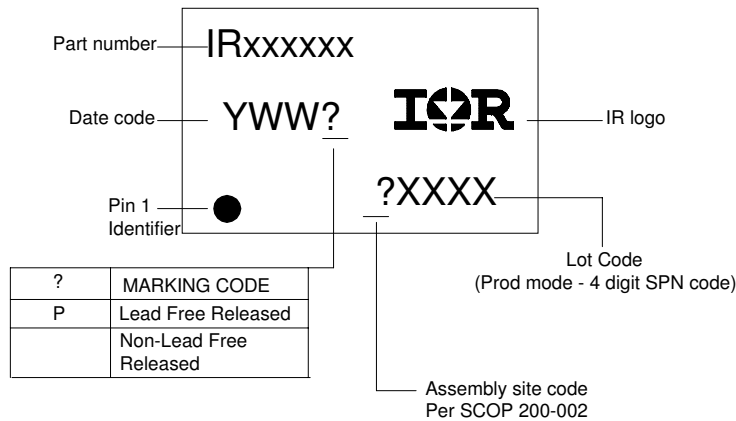 Part number
IRxxxxxx
Date code
YWW?
IOR
IR logo
?XXXX
Pin 1
Identifier
Lot Code
(Prod mode - 4 digit SPN code)
? MARKING CODE
P Lead Free Released
Non-Lead Free
Released
Assembly site code
Per SCOP 200-002